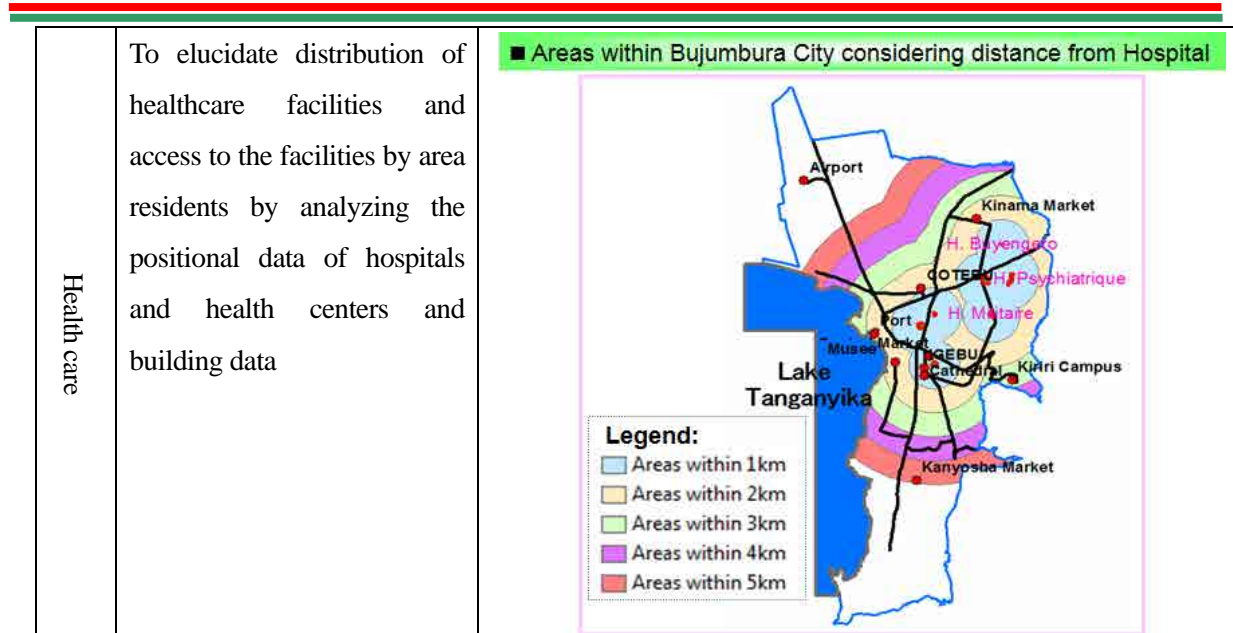 Health care
To elucidate distribution of
healthcare facilities and
access to the facilities by area
residents by analyzing the
positional data of hospitals
and health centers and
building data
■ Areas within Bujumbura City considering distance from Hospital
Airport
Kinama Market
H. Buyengero
COTEBU
H. Psychiatrique
H. Militaire
Port
Musee
Market
IGEBU
Cathedral
Kiriri Campus
Lake
Tanganyika
Kanyosha Market
Legend:
Areas within 1km
Areas within 2km
Areas within 3km
Areas within 4km
Areas within 5km